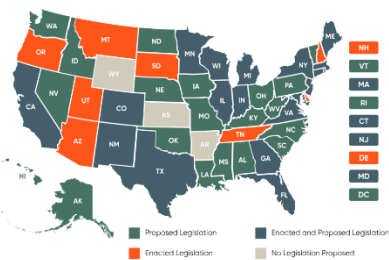 WA
MT
ND
MN
ME
OR
ID
SD
WI
MI
NY
NH
WY
VT
NE
IA
PA
MA
NV
UT
CO
IL
IN
OH
RI
CA
KS
MO
KY
WV
VA
CT
AZ
NM
OK
AR
TN
NC
NJ
SC
DE
TX
LA
MS
AL
GA
MD
HI
AK
FL
DC
Proposed Legislation
Enacted and Proposed Legislation
Enacted Legislation
No Legislation Proposed